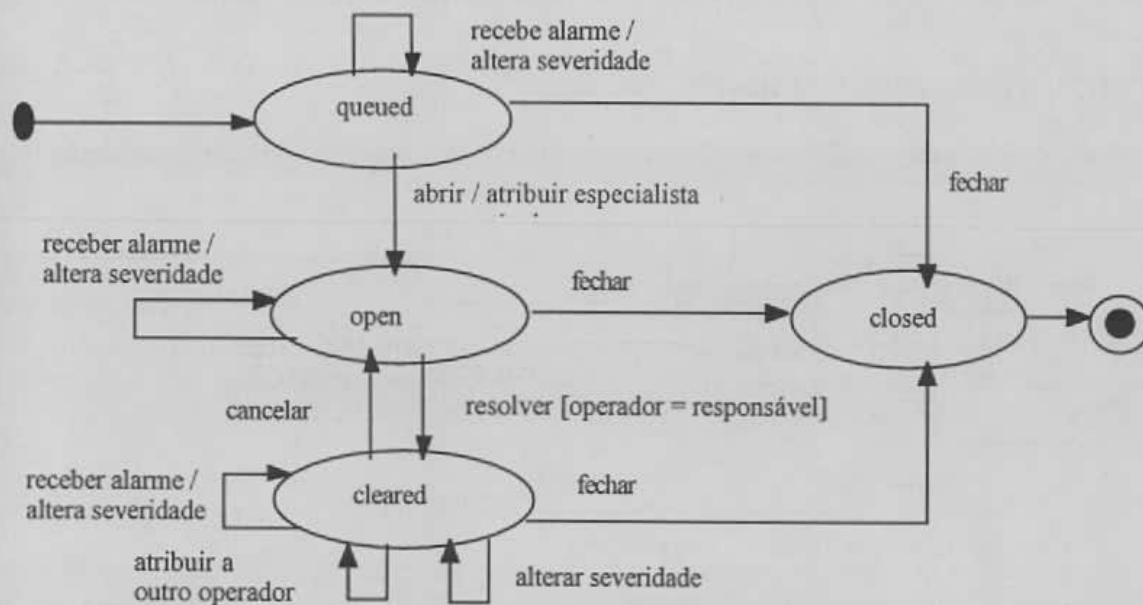 recebe alarme /
altera severidade
queued
abrir / atribuir especialista
fechar
receber alarme /
altera severidade
open
fechar
closed
cancelar
resolver [operador = responsável]
receber alarme /
altera severidade
cleared
fechar
atribuir a
outro operador
alterar severidade